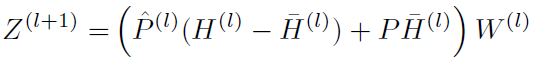 Z^{(l+1)} = \left( \hat{P}^{(l)} (H^{(l)} - \bar{H}^{(l)}) + P\bar{H}^{(l)} \right) W^{(l)}